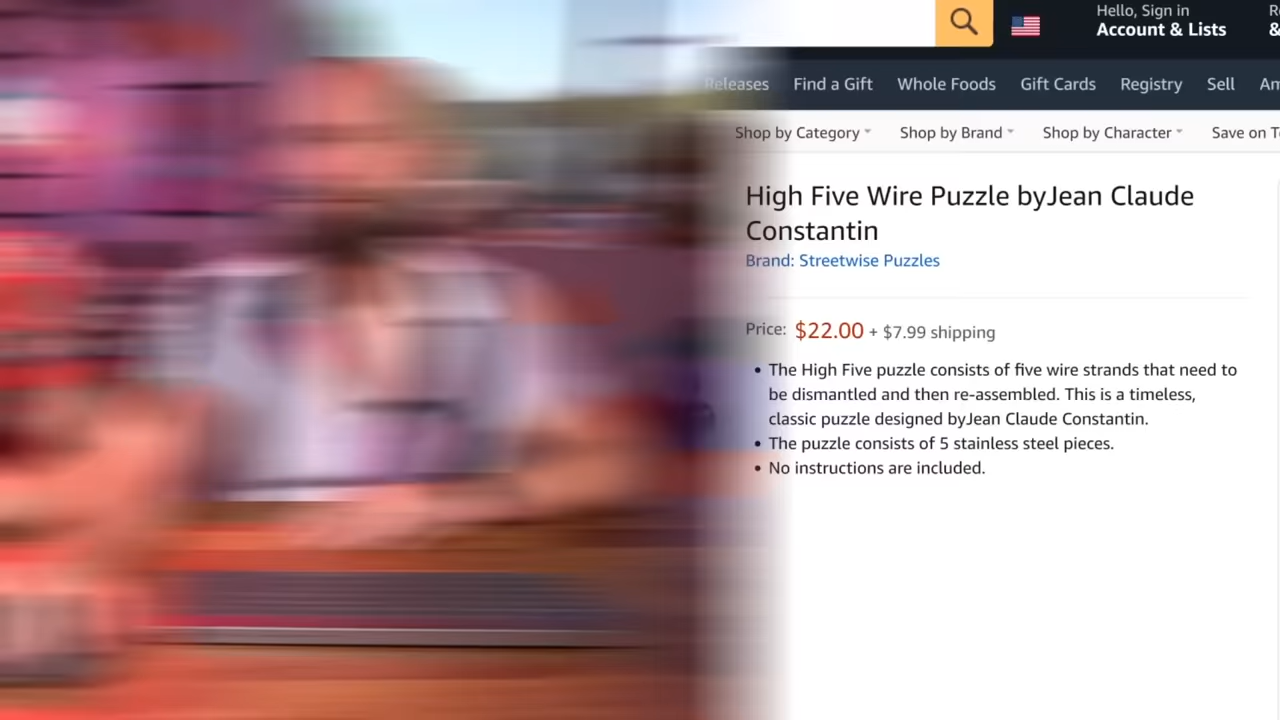 Hello, Sign in
Account & Lists
&
Releases Find a Gift Whole Foods Gift Cards Registry Sell
Shop by Category Shop by Brand Shop by Character Save on
High Five Wire Puzzle byJean Claude
Constantin
Brand: Streetwise Puzzles
Price: $22.00 + $7.99 shipping
• The High Five puzzle consists of five wire strands that need to
be dismantled and then re-assembled. This is a timeless,
classic puzzle designed byJean Claude Constantin.
• The puzzle consists of 5 stainless steel pieces.
• No instructions are included.